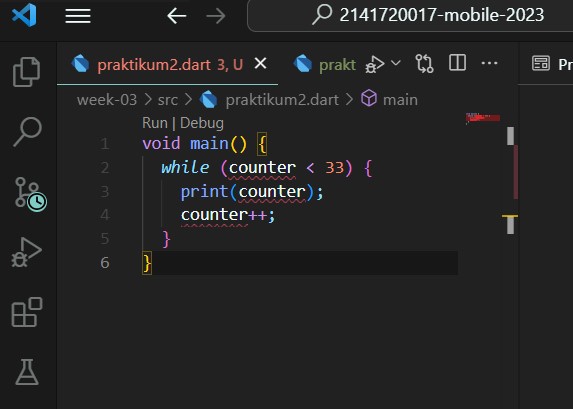 2141720017-mobile-2023
praktikum2.dart 3, U
prakt
Pr
week-03 > src > praktikum2.dart > main
Run | Debug
1 void main() {
2 while (counter < 33) {
3 print(counter);
4 counter++;
5 }
6 }